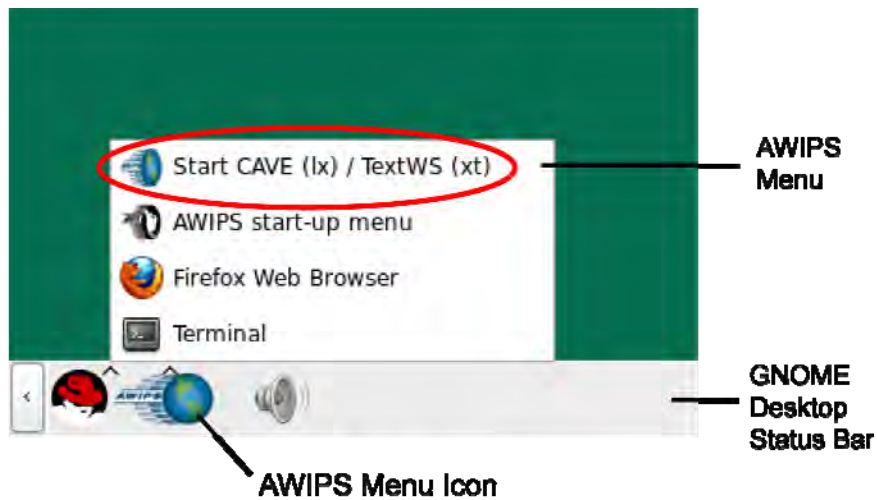 Start CAVE (lx) / TextWS (xt)
AWIPS
Menu
AWIPS start-up menu
Firefox Web Browser
Terminal
AWIPS
GNOME
Desktop
Status Bar
AWIPS Menu Icon